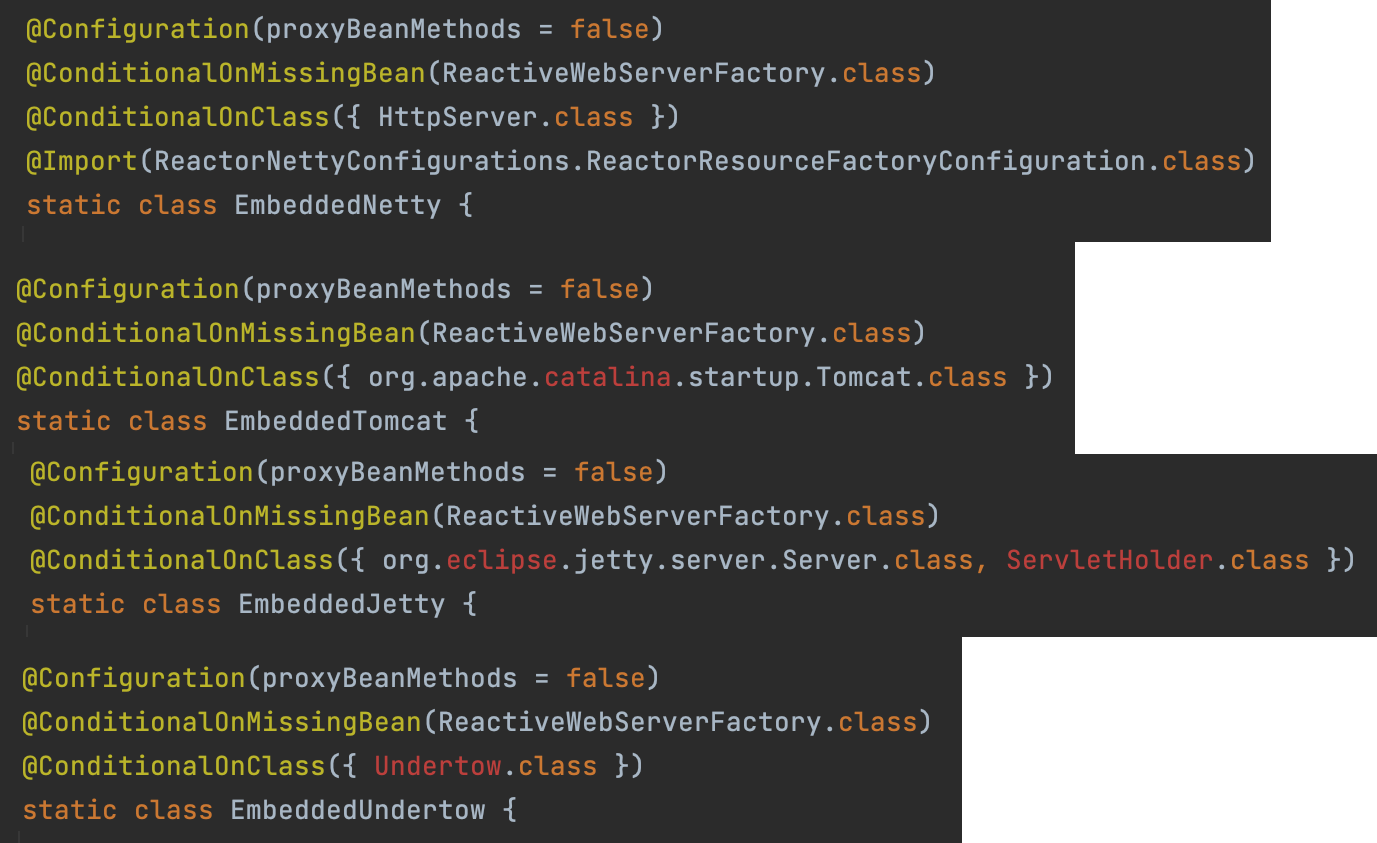 @Configuration(proxyBeanMethods = false)
@ConditionalOnMissingBean(ReactiveWebServerFactory.class)
@ConditionalOnClass({ HttpServer.class })
@Import(ReactorNettyConfigurations.ReactorResourceFactoryConfiguration.class)
static class EmbeddedNetty {
@Configuration(proxyBeanMethods = false)
@ConditionalOnMissingBean(ReactiveWebServerFactory.class)
@ConditionalOnClass({ org.apache.catalina.startup.Tomcat.class })
static class EmbeddedTomcat {
@Configuration(proxyBeanMethods = false)
@ConditionalOnMissingBean(ReactiveWebServerFactory.class)
@ConditionalOnClass({ org.eclipse.jetty.server.Server.class, ServletHolder.class })
static class EmbeddedJetty {
@Configuration(proxyBeanMethods = false)
@ConditionalOnMissingBean(ReactiveWebServerFactory.class)
@ConditionalOnClass({ Undertow.class })
static class EmbeddedUndertow {